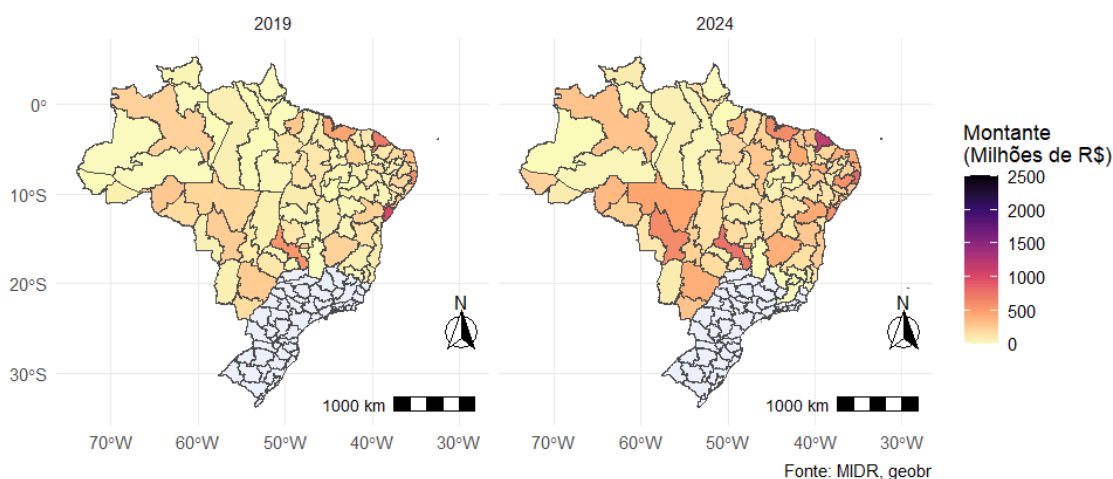 2019
2024
0°
10°S
20°S
30°S
N
N
1000 km
1000 km
70°W 60°W 50°W 40°W 30°W
70°W 60°W 50°W 40°W 30°W
Montante
(Milhões de R$)
2500
2000
1500
1000
500
0
Fonte: MIDR, geobr